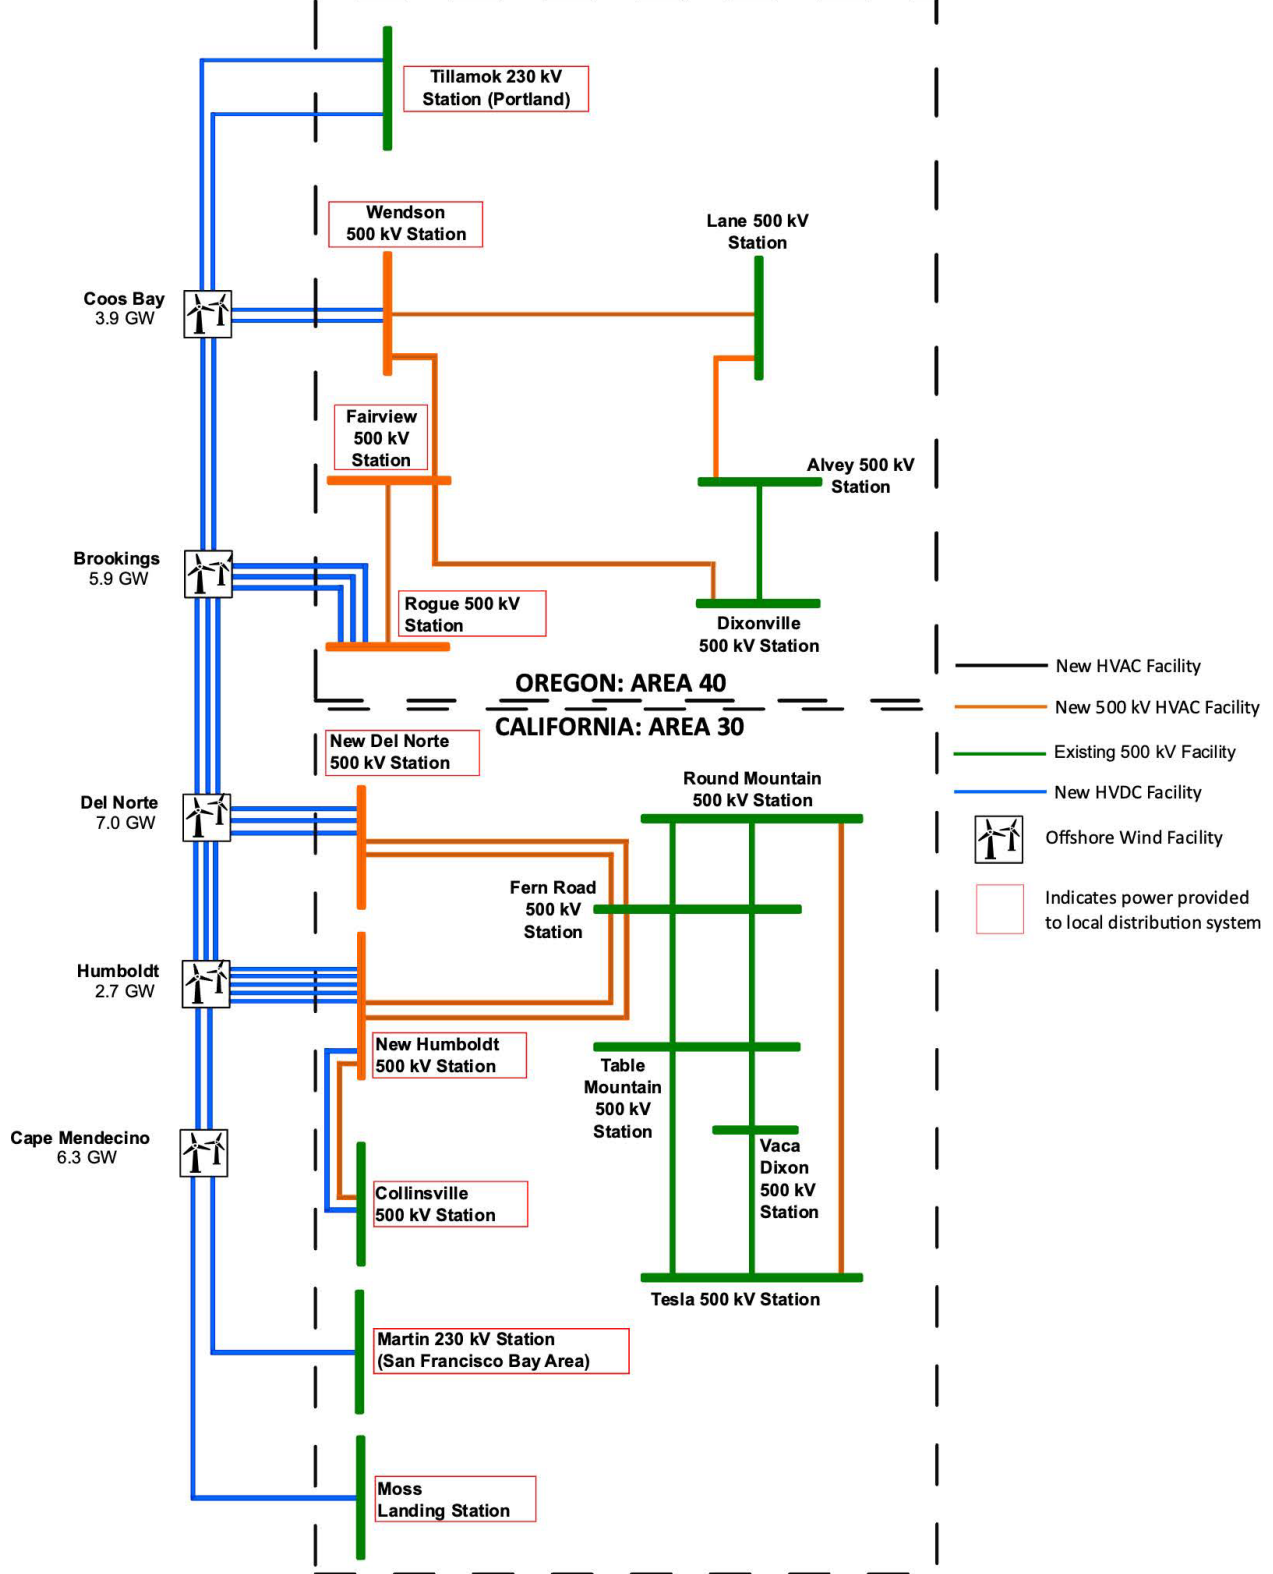 Tillamok 230 kV
Station (Portland)
Wendson
500 kV Station
Lane 500 kV
Station
Coos Bay
3.9 GW
Fairview
500 kV
Station
Alvey 500 kV
Station
Brookings
5.9 GW
Rogue 500 kV
Station
Dixonville
500 kV Station
OREGON: AREA 40
CALIFORNIA: AREA 30
New HVAC Facility
New 500 kV HVAC Facility
Existing 500 kV Facility
New HVDC Facility
Offshore Wind Facility
Indicates power provided
to local distribution system
New Del Norte
500 kV Station
Round Mountain
500 kV Station
Del Norte
7.0 GW
Fern Road
500 kV
Station
Humboldt
2.7 GW
New Humboldt
500 kV Station
Table
Mountain
500 kV
Station
Cape Mendecino
6.3 GW
Vaca
Dixon
500 kV
Station
Collinsville
500 kV Station
Tesla 500 kV Station
Martin 230 kV Station
(San Francisco Bay Area)
Moss
Landing Station